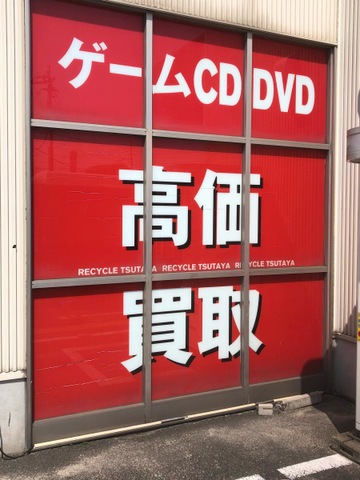 ゲームCD DVD
高価
RECYCLE TSUTAYA RECYCLE TSUTAYA RECYCLE TSUTAYA
買取